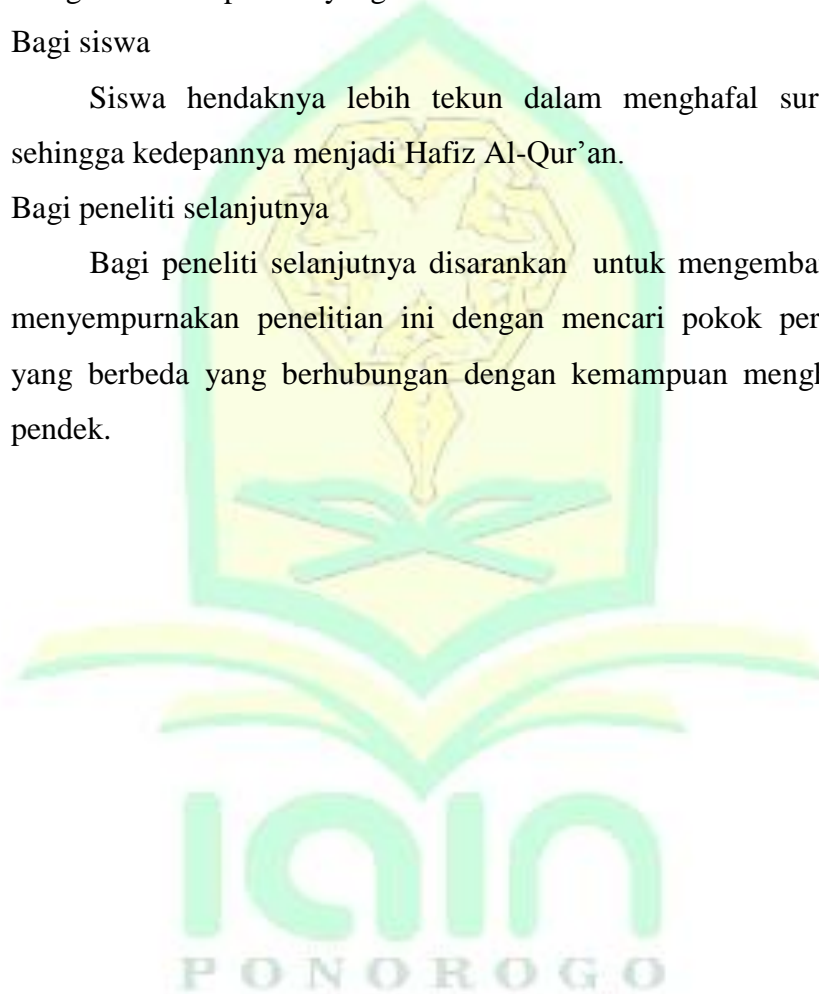 Bagi siswa
Siswa hendaknya lebih tekun dalam menghafal sur
sehingga kedepannya menjadi Hafiz Al-Qur'an.
Bagi peneliti selanjutnya
Bagi peneliti selanjutnya disarankan untuk mengemba
menyempurnakan penelitian ini dengan mencari pokok per
yang berbeda yang berhubungan dengan kemampuan mengh
pendek.
iain
PONOROGO